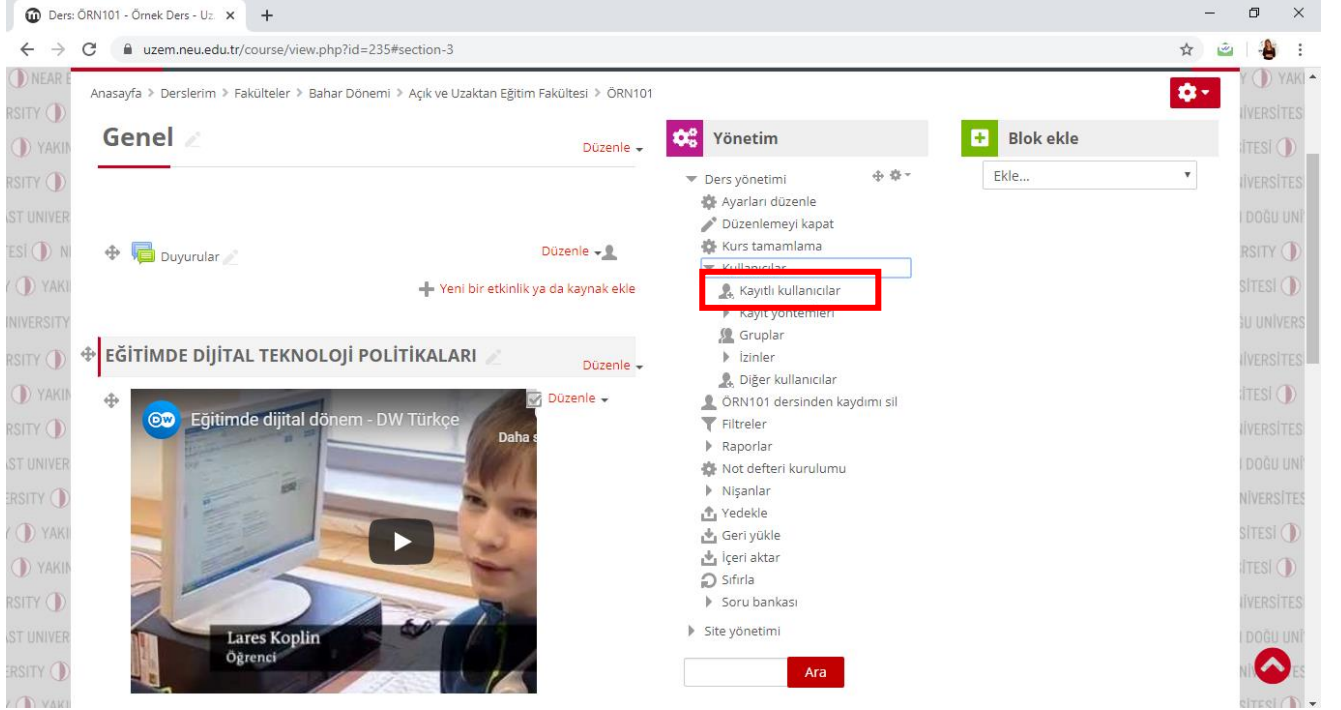 Ders: ÖRN101 - Örnek Ders - Uz
uzem.neu.edu.tr/course/view.php?id=235#section-3
Anasayfa > Derslerim > Fakülteler > Bahar Dönemi > Açık ve Uzaktan Eğitim Fakültesi > ÖRN101
Genel
Düzenle
Duyurular
Düzenle
Yeni bir etkinlik ya da kaynak ekle
EĞİTİMDE DİJİTAL TEKNOLOJİ POLİTİKALARI
Düzenle
Düzenle
DW
Eğitimde dijital dönem - DW Türkçe
Daha s
Lares Koplin
Öğrenci
Yönetim
Ders yönetimi
Ayarları düzenle
Düzenlemeyi kapat
Kurs tamamlama
Kullanıcılar
Kayıtlı kullanıcılar
Kayıt yöntemleri
Gruplar
İzinler
Diğer kullanıcılar
ÖRN101 dersinden kaydımı sil
Filtreler
Raporlar
Not defteri kurulumu
Nişanlar
Yedekle
Geri yükle
İçeri aktar
Sıfırla
Soru bankası
Site yönetimi
Ara
Blok ekle
Ekle...